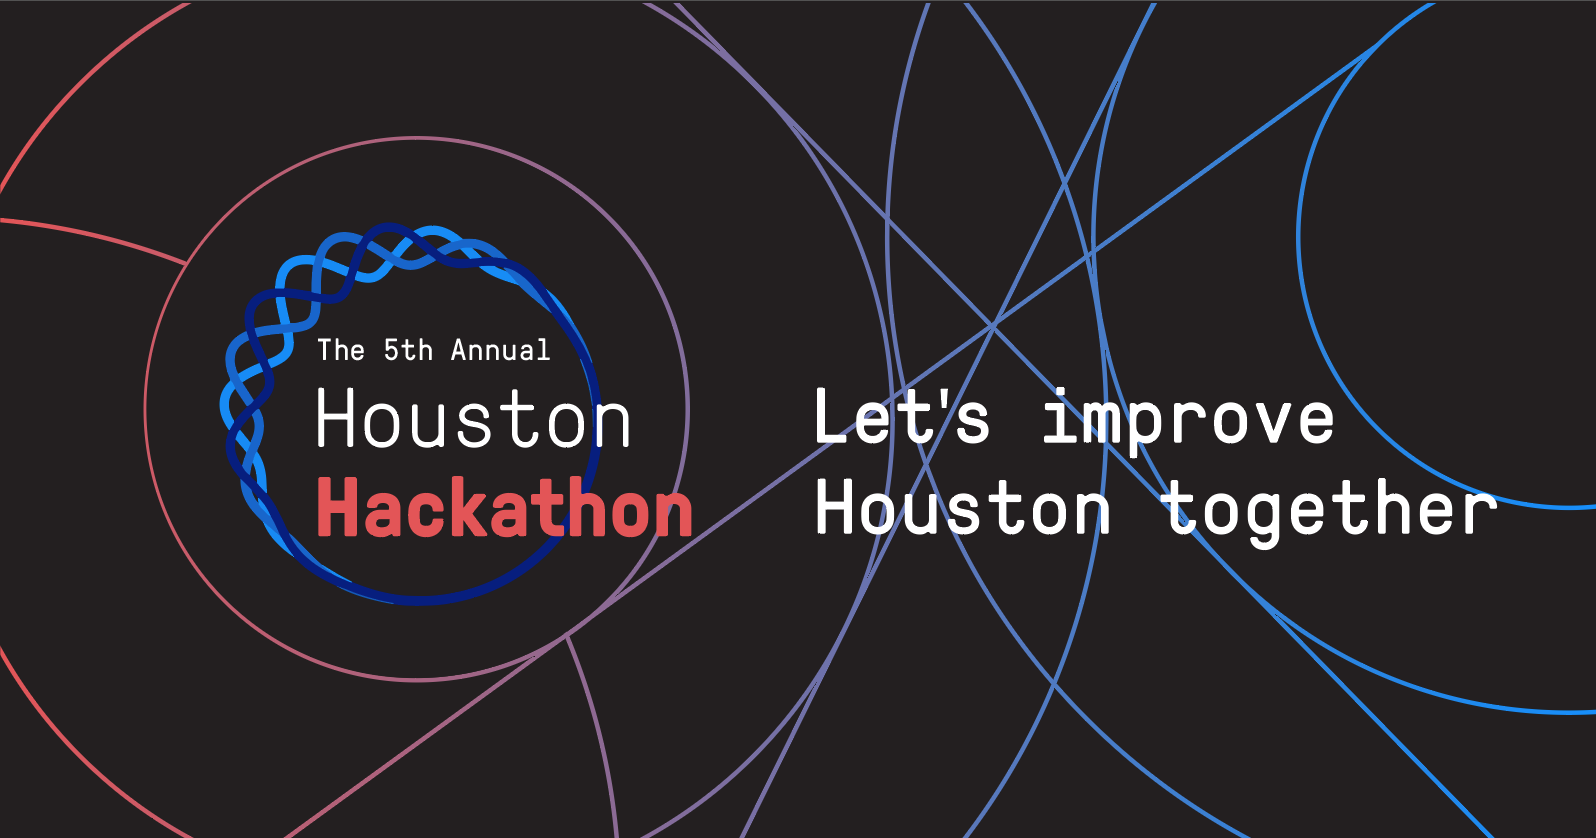 The 5th Annual
Houston
Hackathon
Let's improve
Houston together